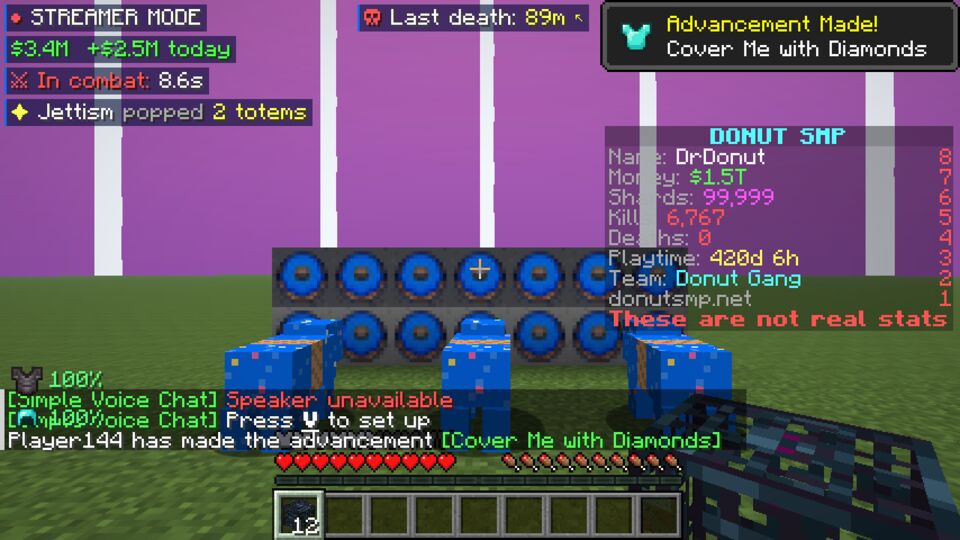 STREAMER MODE
$3.4M +$2.5M today
In combat: 8.6s
Jettism popped 2 totems
Last death: 89m ↖
Advancement Made!
Cover Me with Diamonds
DONUT SMP
Name: DrDonut 8
Money: $1.5T 7
Shards: 99,999 6
Kills: 6,767 5
Deaths: 0 4
Playtime: 420d 6h 3
Team: Donut Gang 2
donutsmp.net 1
These are not real stats
100%
[Simple Voice Chat] Speaker unavailable
100%
[Simple Voice Chat] Press V to set up
Player144 has made the advancement [Cover Me with Diamonds]
12